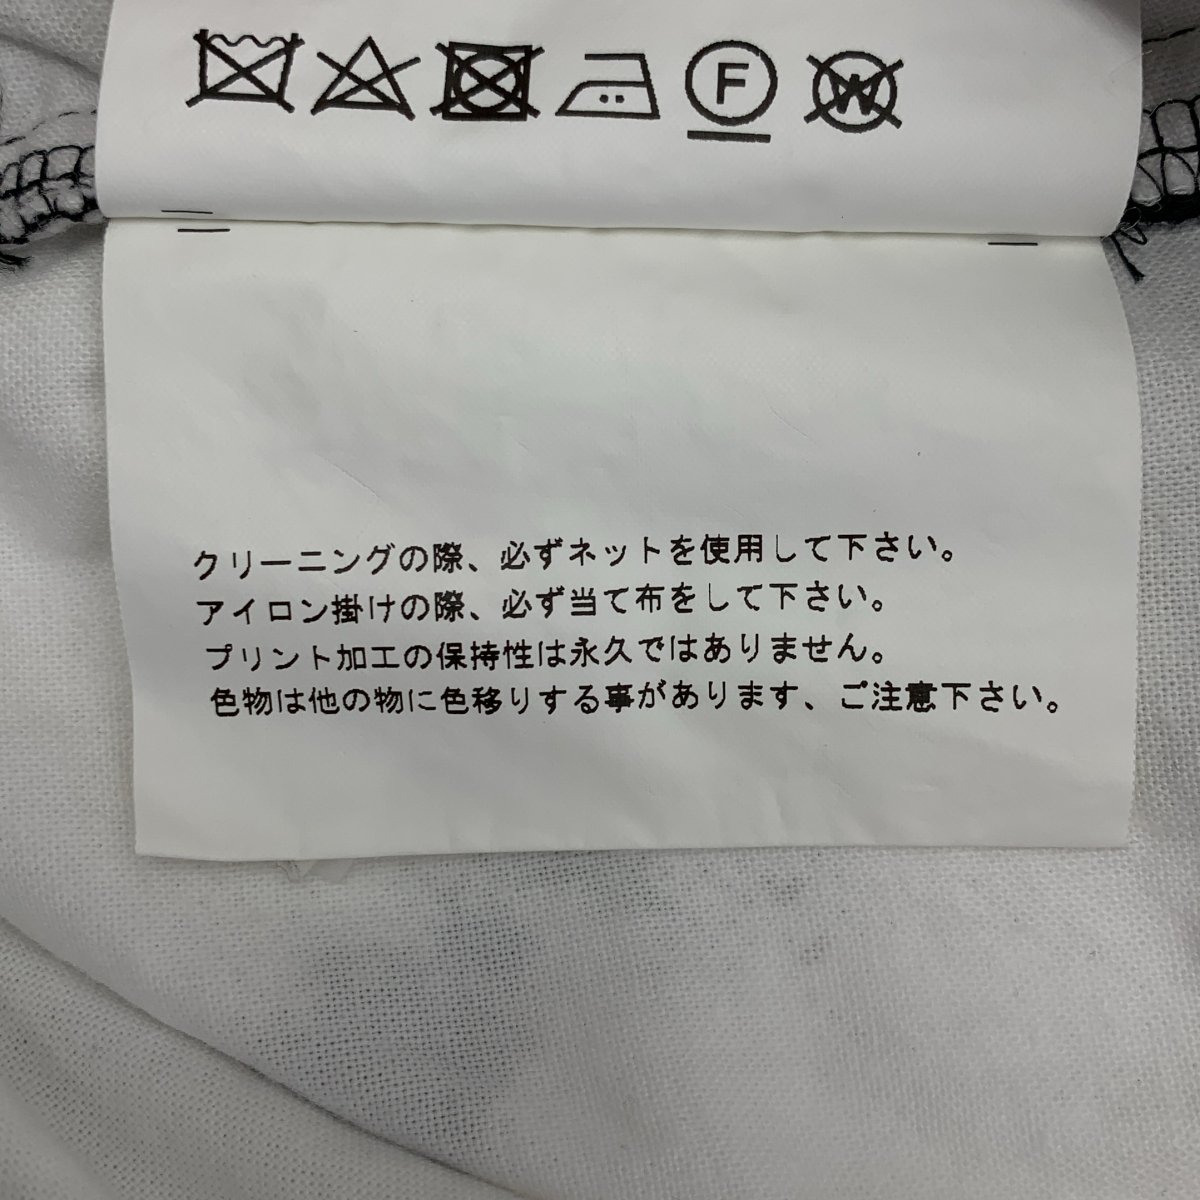 F W
クリーニングの際、必ずネットを使用して下さい。
アイロン掛けの際、必ず当て布をして下さい。
プリント加工の保持性は永久ではありません。
色物は他の物に色移りする事があります、ご注意下さい。